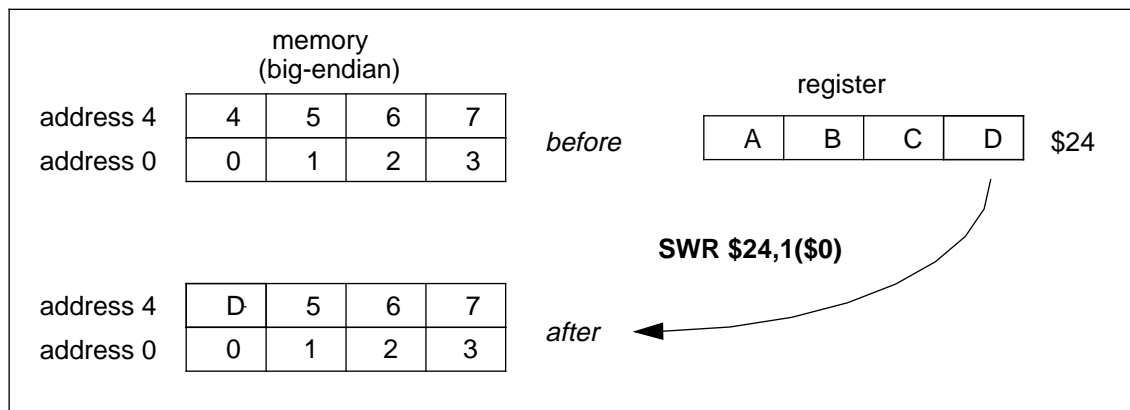 memory
(big-endian)
register
address 4 4 5 6 7
before A B C D $24
address 0 0 1 2 3
SWR $24,1($0)
address 4 D 5 6 7
after
address 0 0 1 2 3